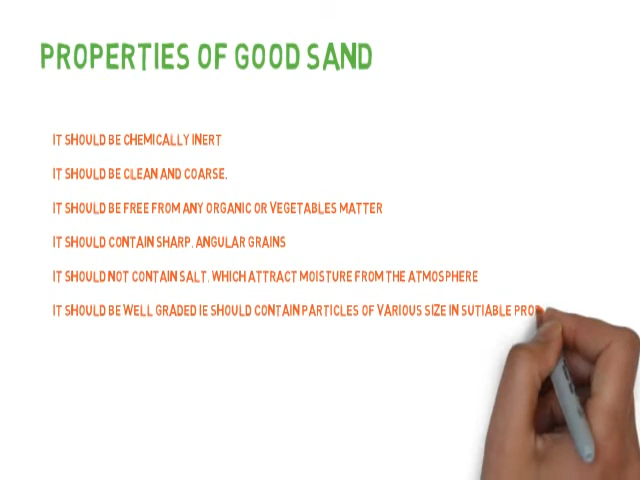 PROPERTIES OF GOOD SAND
IT SHOULD BE CHEMICALLY INERT
IT SHOULD BE CLEAN AND COARSE.
IT SHOULD BE FREE FROM ANY ORGANIC OR VEGETABLES MATTER
IT SHOULD CONTAIN SHARP. ANGULAR GRAINS
IT SHOULD NOT CONTAIN SALT. WHICH ATTRACT MOISTURE FROM THE ATMOSPHERE
IT SHOULD BE WELL GRADED IE SHOULD CONTAIN PARTICLES OF VARIOUS SIZE IN SUTIABLE